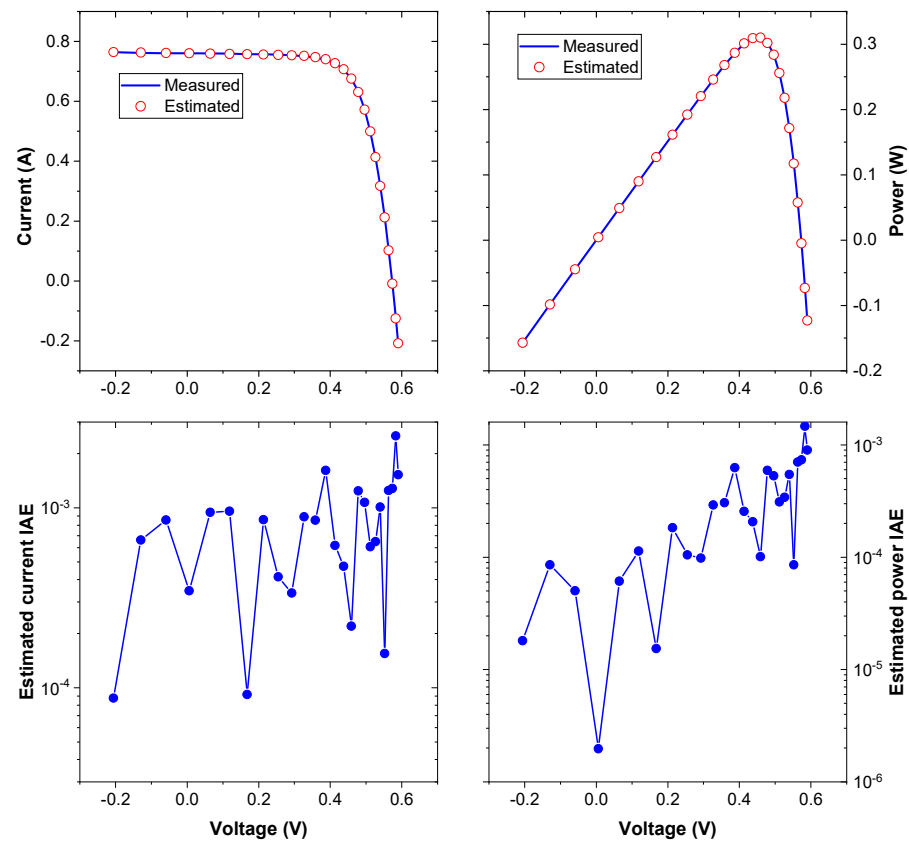 0.8
0.6
0.4
0.2
0.0
-0.2
Current (A)
Measured
Estimated
-0.2 0.0 0.2 0.4 0.6
Measured
Estimated
0.3
0.2
0.1
0.0
-0.1
-0.2
Power (W)
-0.2 0.0 0.2 0.4 0.6
10-3
10-4
Estimated current IAE
-0.2 0.0 0.2 0.4 0.6
Voltage (V)
10-3
10-4
10-5
10-6
Estimated power IAE
-0.2 0.0 0.2 0.4 0.6
Voltage (V)